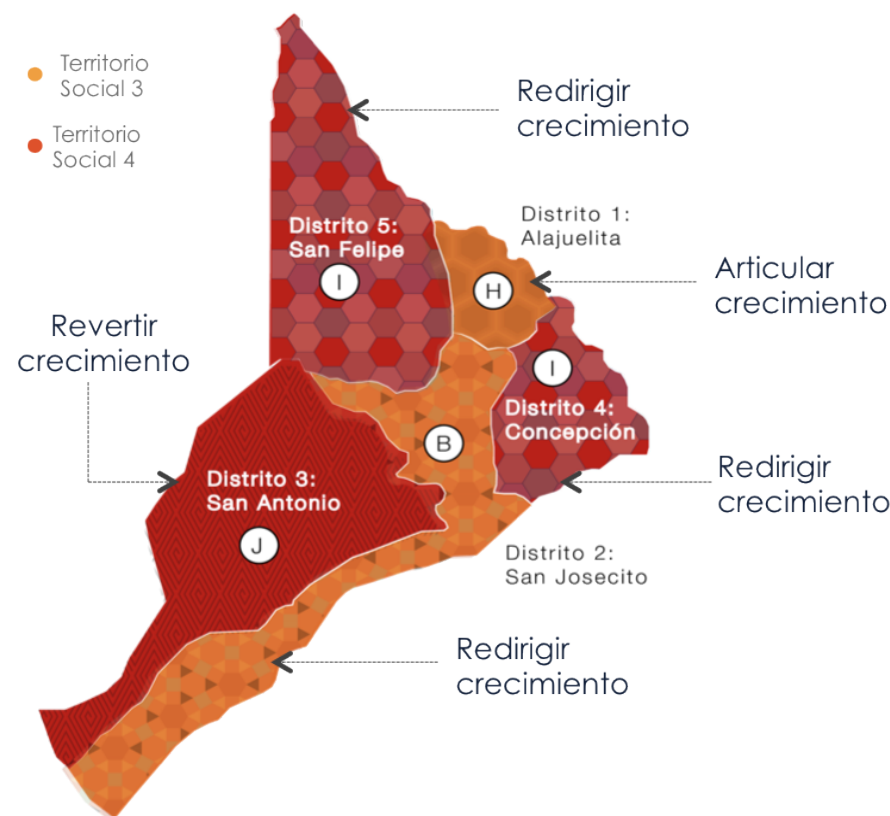 Territorio
Social 3
Territorio
Social 4
Redirigir
crecimiento
Distrito 5:
San Felipe
I
Distrito 1:
Alajuelita
H
Articular
crecimiento
Revertir
crecimiento
I
Distrito 4:
Concepción
B
Distrito 3:
San Antonio
J
Redirigir
crecimiento
Distrito 2:
San Josecito
Redirigir
crecimiento